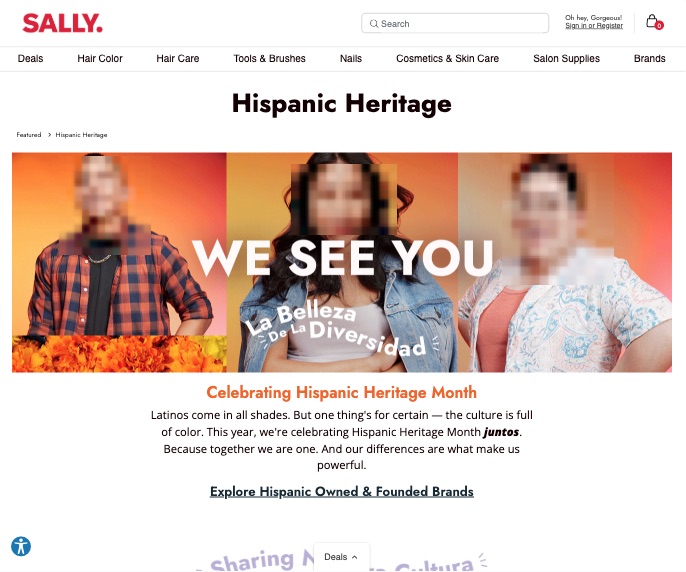 SALLY.
Search
Oh hey, Gorgeous!
Sign in or Register
0
Deals
Hair Color
Hair Care
Tools & Brushes
Nails
Cosmetics & Skin Care
Salon Supplies
Brands
Hispanic Heritage
Featured > Hispanic Heritage
WE SEE YOU
La Belleza
De La Diversidad
Celebrating Hispanic Heritage Month
Latinos come in all shades. But one thing's for certain — the culture is full
of color. This year, we're celebrating Hispanic Heritage Month juntos.
Because together we are one. And our differences are what make us
powerful.
Explore Hispanic Owned & Founded Brands
Sharing
Cultura
Deals